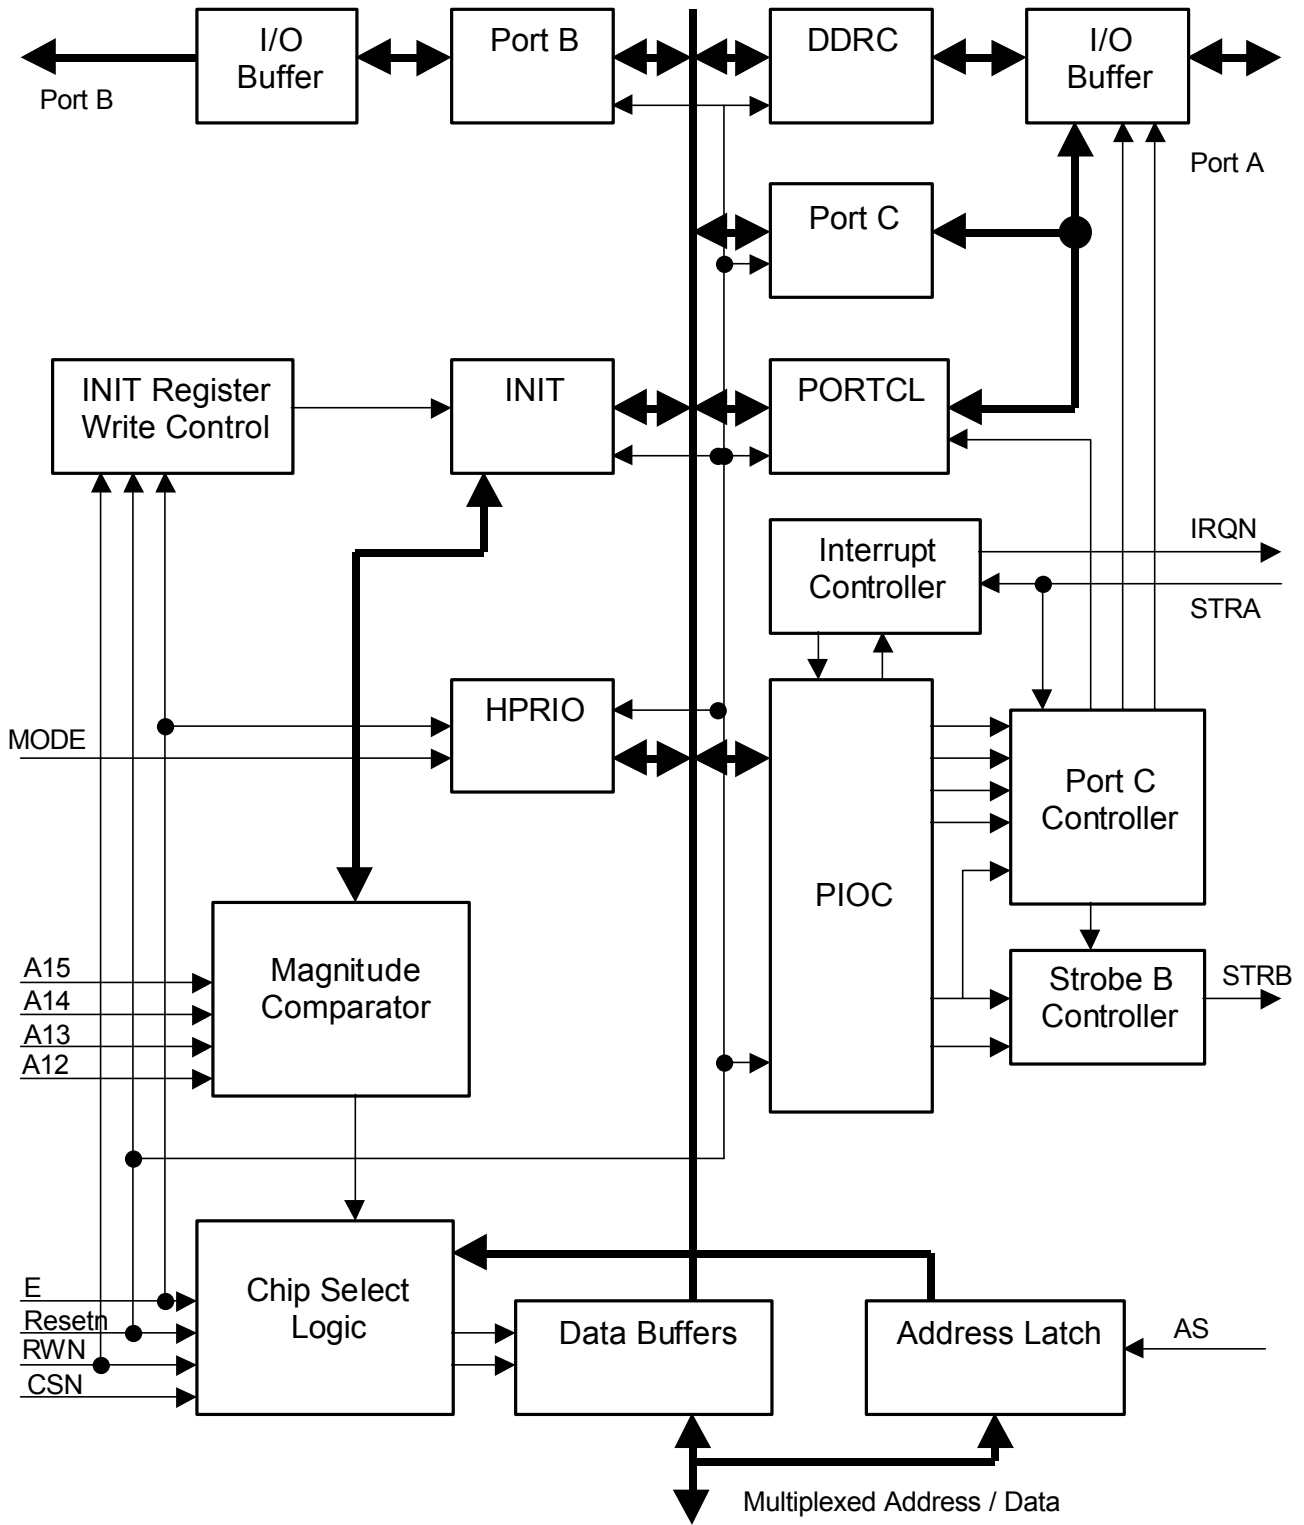 I/O
Buffer
Port B
DDRC
I/O
Buffer
Port B
Port A
Port C
INIT Register
Write Control
INIT
PORTCL
Interrupt
Controller
IRQN
STRA
HPRIO
MODE
Port C
Controller
PIOC
Magnitude
Comparator
A15
A14
A13
A12
Strobe B
Controller
STRB
Chip Select
Logic
E
Resetn
RWN
CSN
Data Buffers
Address Latch
AS
Multiplexed Address / Data